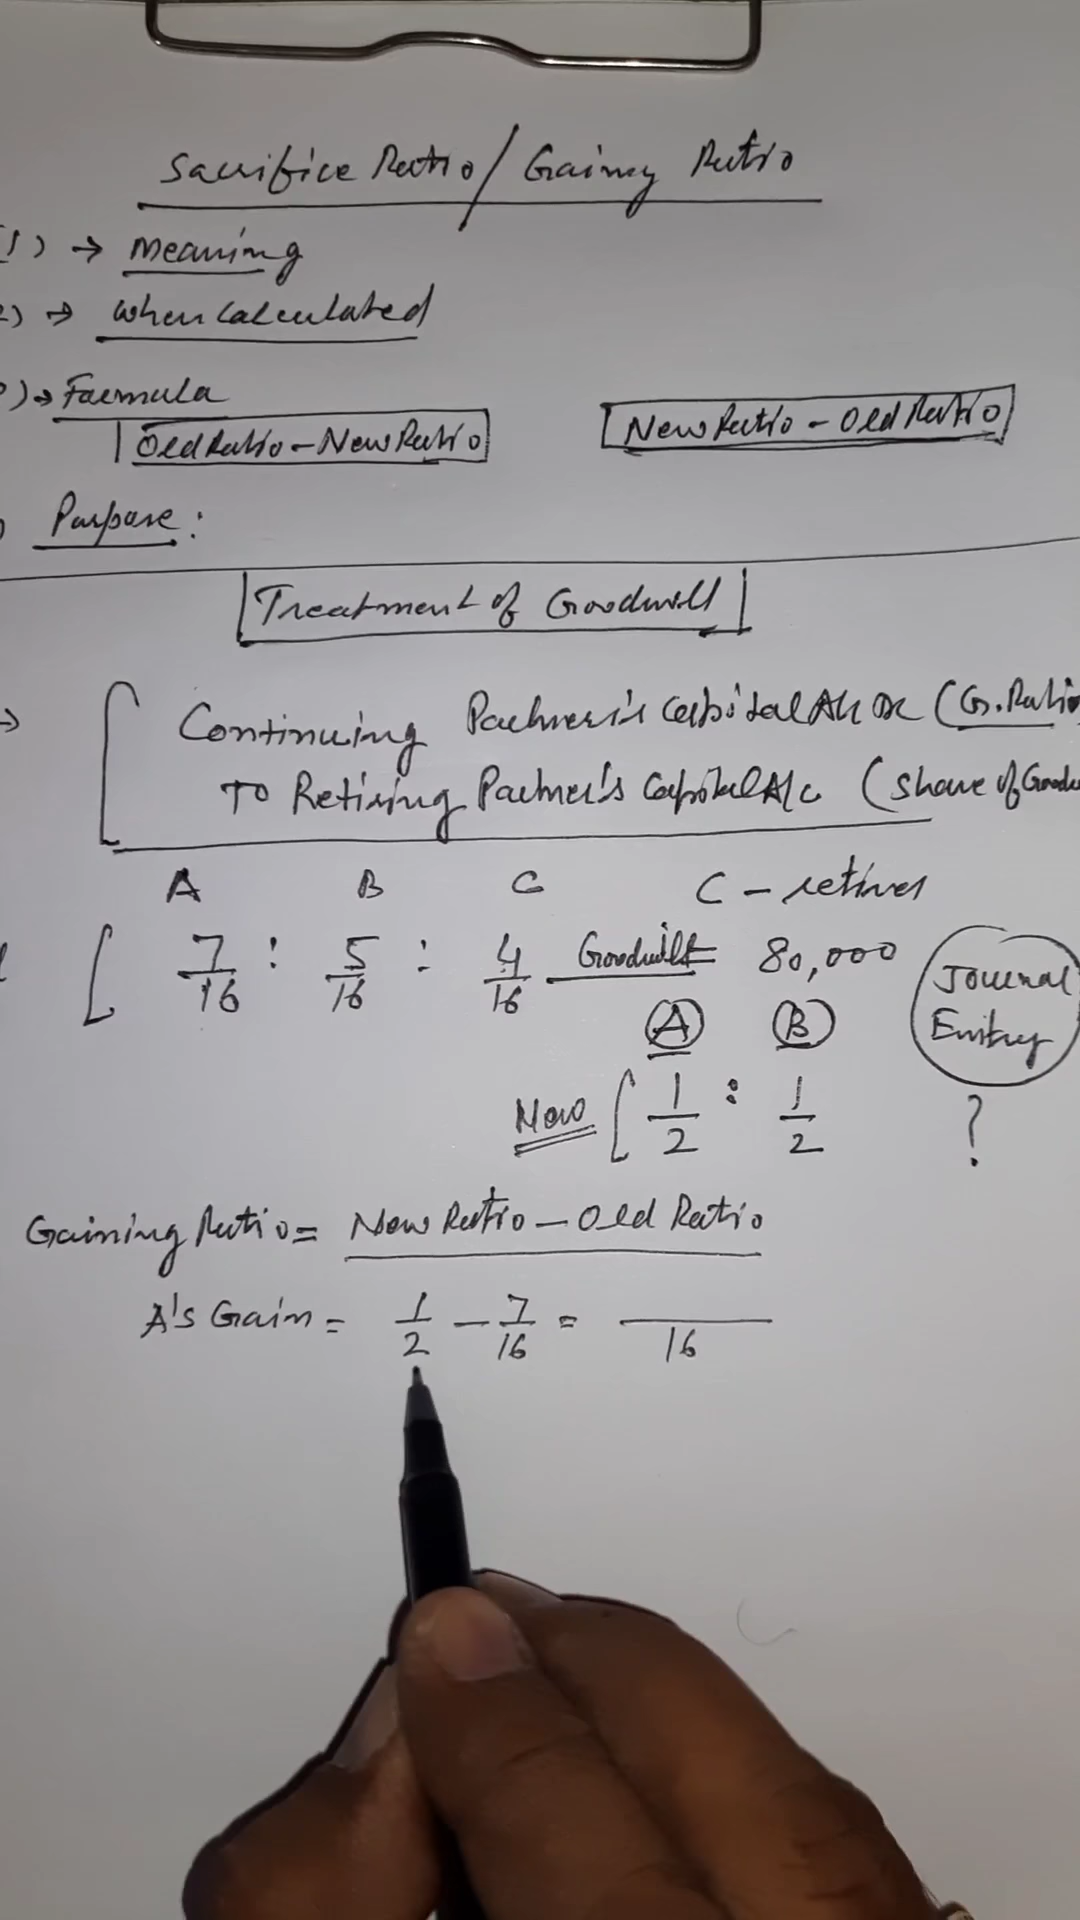 Sacrifice Ratio / Gaining Ratio
1) → Meaning
2) → When Calculated
) → Formula
Old Ratio - New Ratio New Ratio - Old Ratio
Purpose :
Treatment of Goodwill
→ Continuing Partner's Capital A/c Dr (G. Ratio
To Retiring Partner's Capital A/c (Share of Goodw
A B C C - retires
[ 7/16 : 5/16 : 4/16 Goodwill 80,000 Journal Entry ?
A B
New [ 1/2 : 1/2
Gaining Ratio = New Ratio - Old Ratio
A's Gain = 1/2 - 7/16 = /16